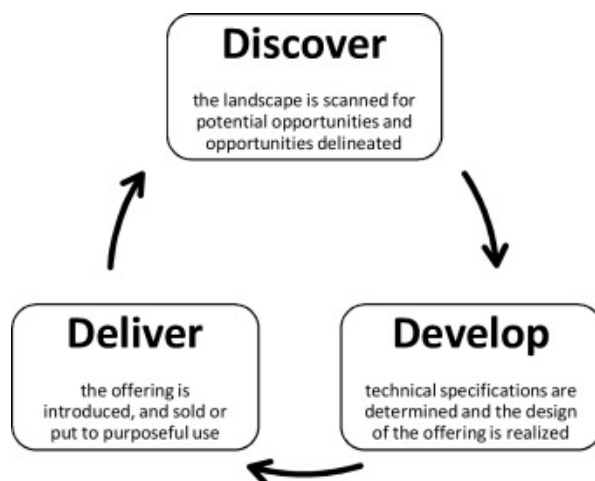 Discover
the landscape is scanned for
potential opportunities and
opportunities delineated
Deliver
the offering is
introduced, and sold or
put to purposeful use
Develop
technical specifications are
determined and the design
of the offering is realized